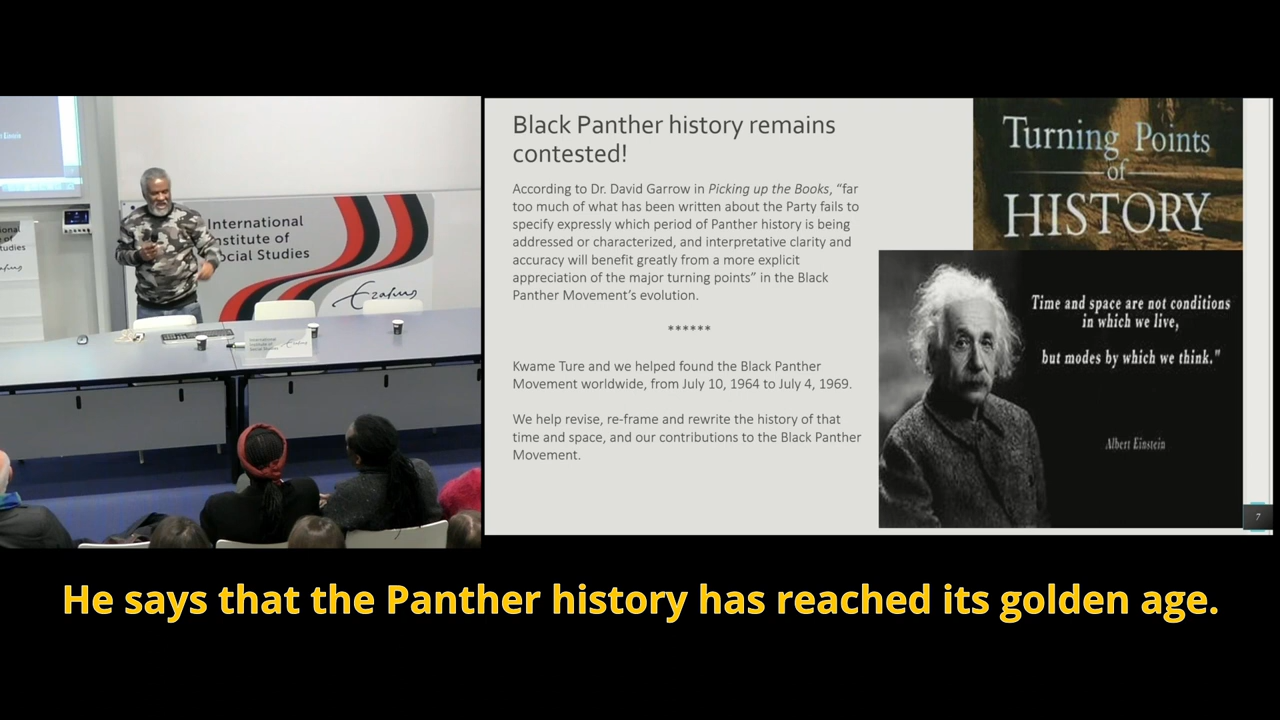 International
Institute of
Social Studies
Erasmus
Black Panther history remains
contested!
According to Dr. David Garrow in Picking up the Books, “far
too much of what has been written about the Party fails to
specify expressly which period of Panther history is being
addressed or characterized, and interpretative clarity and
accuracy will benefit greatly from a more explicit
appreciation of the major turning points” in the Black
Panther Movement’s evolution.
******
Kwame Ture and we helped found the Black Panther
Movement worldwide, from July 10, 1964 to July 4, 1969.
We help revise, re-frame and rewrite the history of that
time and space, and our contributions to the Black Panther
Movement.
Turning Points
of
HISTORY
Time and space are not conditions
in which we live,
but modes by which we think."
Albert Einstein
7
He says that the Panther history has reached its golden age.